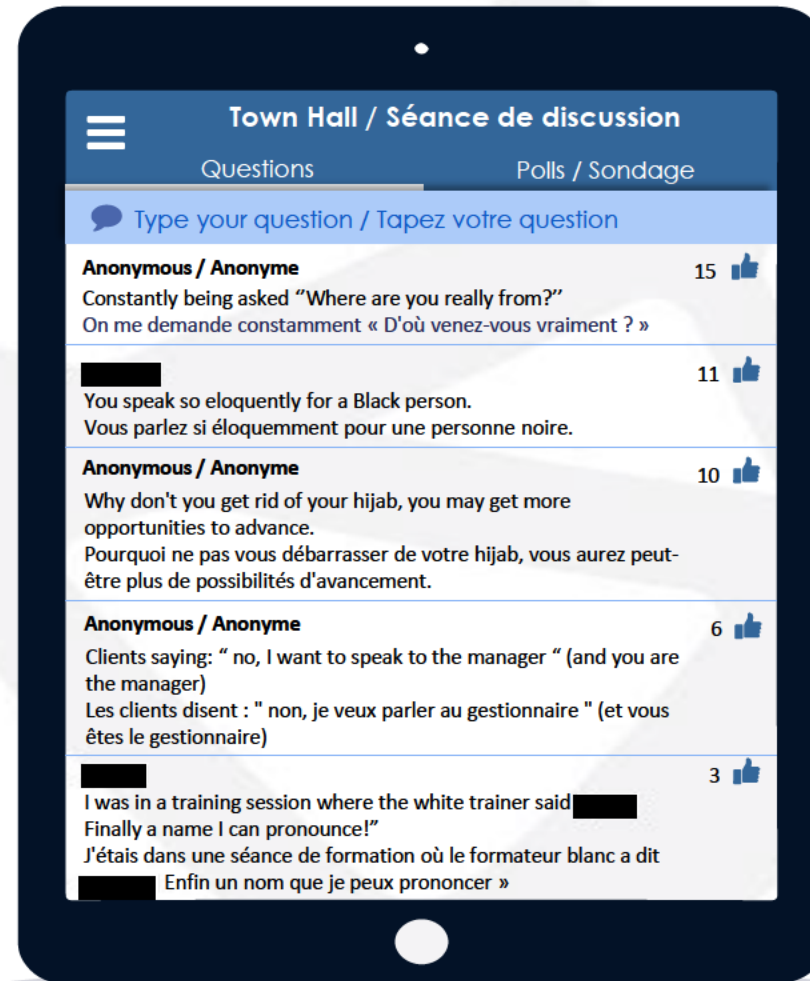 Town Hall / Séance de discussion
Questions
Polls / Sondage
Type your question / Tapez votre question
Anonymous / Anonyme
15
Constantly being asked “Where are you really from?”
On me demande constamment « D'où venez-vous vraiment ? »
11
You speak so eloquently for a Black person.
Vous parlez si éloquemment pour une personne noire.
Anonymous / Anonyme
10
Why don't you get rid of your hijab, you may get more
opportunities to advance.
Pourquoi ne pas vous débarrasser de votre hijab, vous aurez peut-
être plus de possibilités d'avancement.
Anonymous / Anonyme
6
Clients saying: “ no, I want to speak to the manager “ (and you are
the manager)
Les clients disent : " non, je veux parler au gestionnaire " (et vous
êtes le gestionnaire)
3
I was in a training session where the white trainer said
Finally a name I can pronounce!”
J'étais dans une séance de formation où le formateur blanc a dit
Enfin un nom que je peux prononcer »